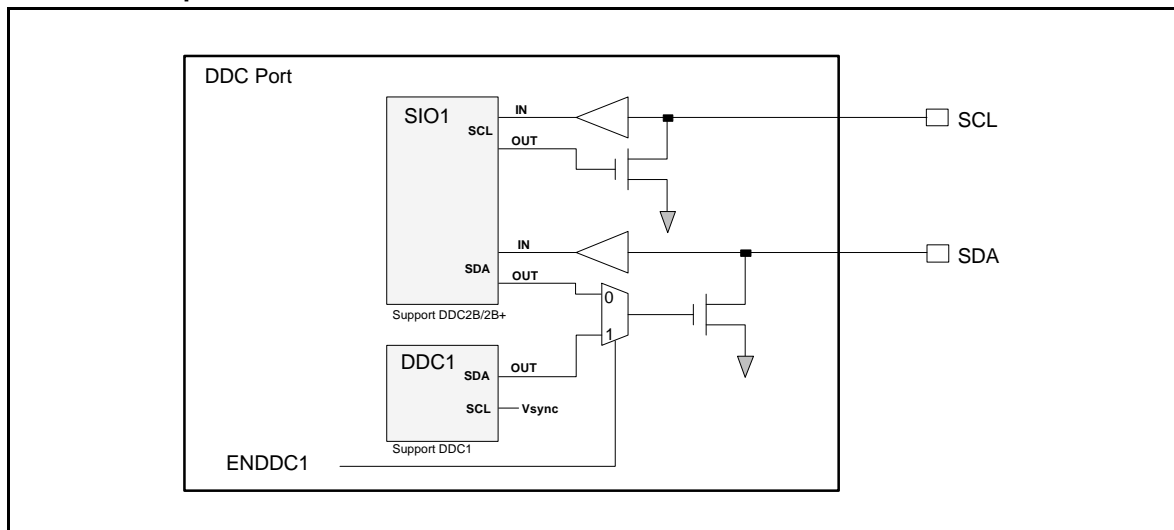 DDC Port
SIO1
IN
SCL
SCL
OUT
IN
SDA
SDA
OUT
0
Support DDC2B/2B+
1
DDC1
OUT
SDA
SCL
Vsync
Support DDC1
ENDDC1